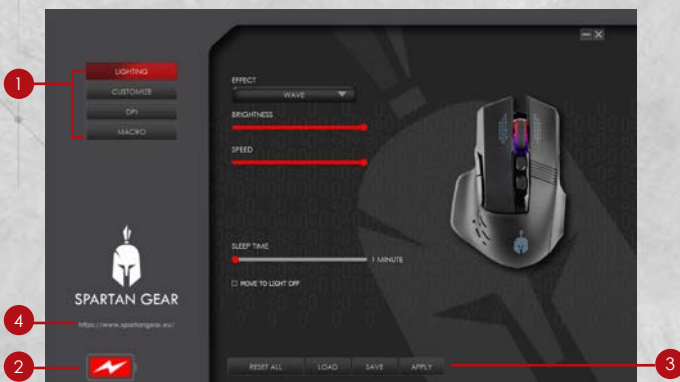 1
LIGHTING
CUSTOMIZE
DPI
MACRO
EFFECT
WAVE
BRIGHTNESS
SPEED
SLEEP TIME
1 MINUTE
MOVE TO LIGHT OFF
SPARTAN GEAR
4
https://www.spartangear.eu/
2
RESET ALL LOAD SAVE APPLY
3